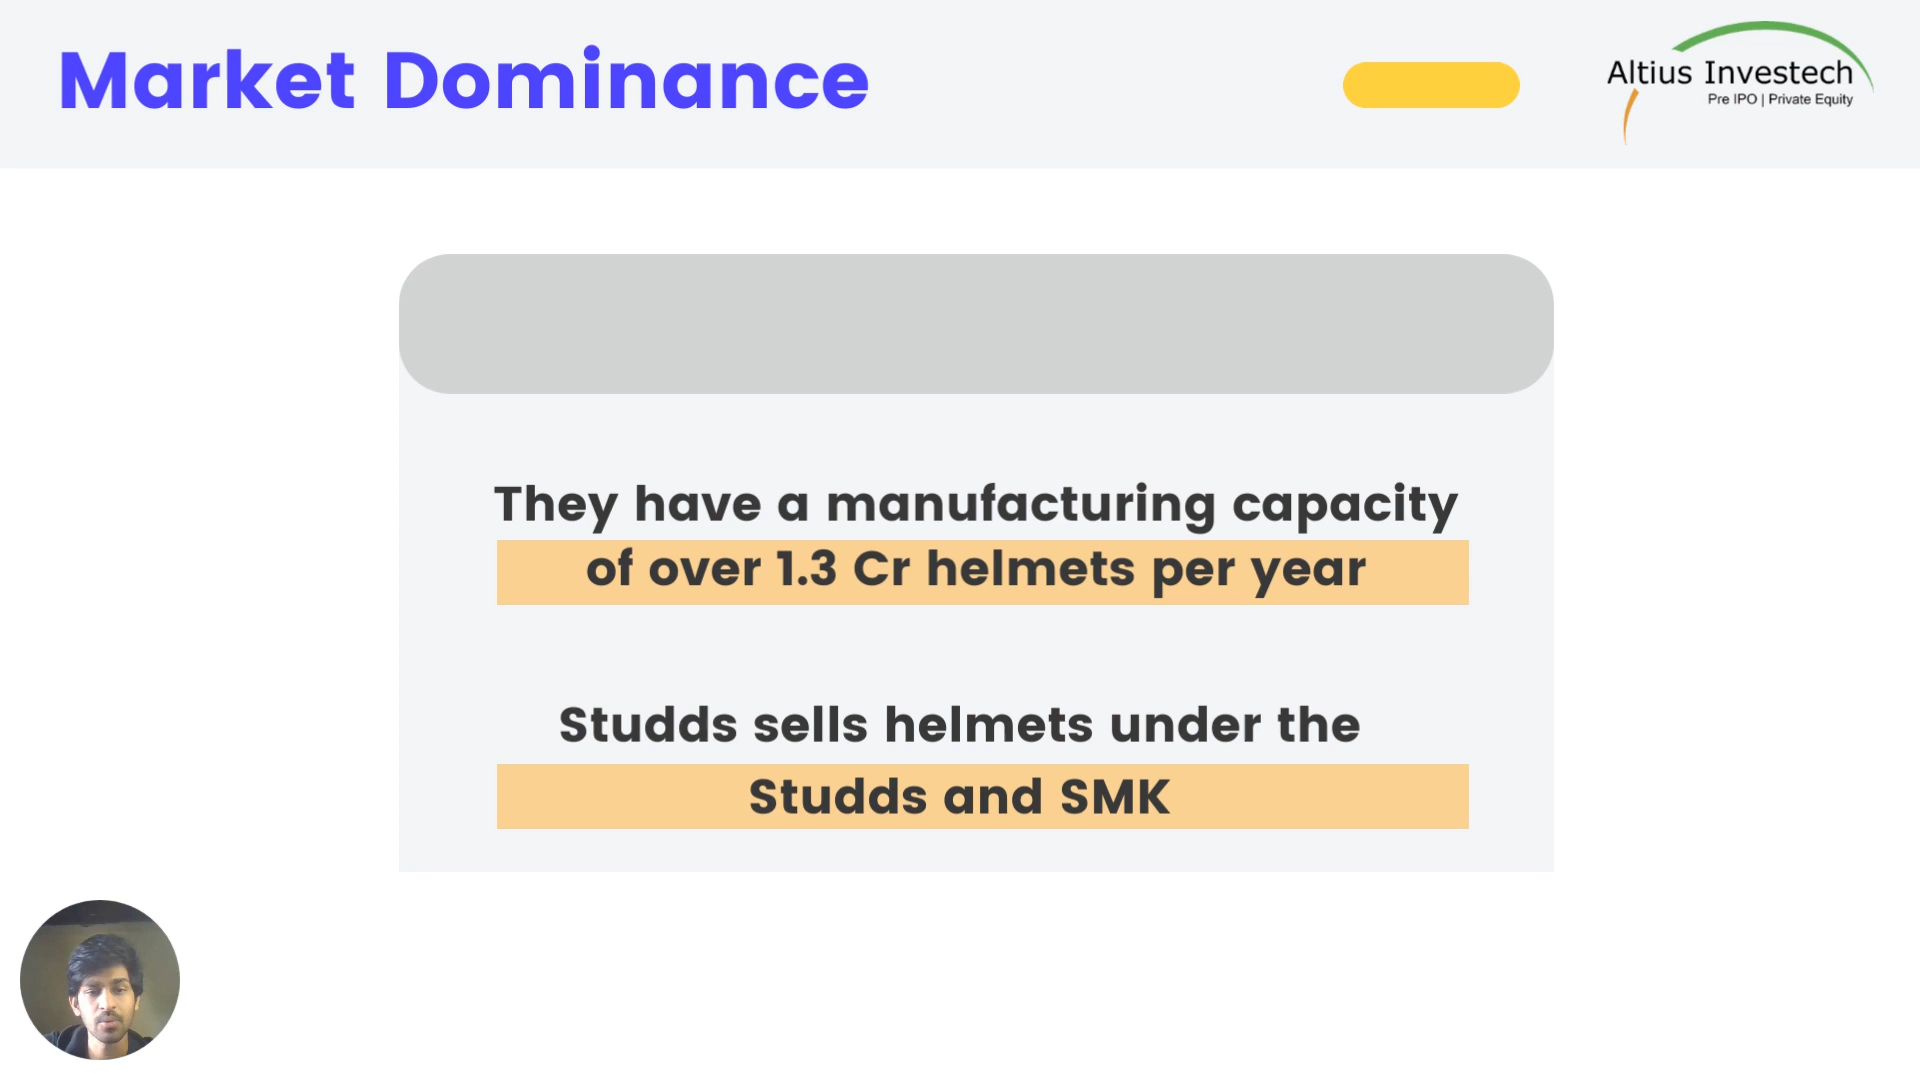 Market Dominance
Altius Investech
Pre IPO | Private Equity
They have a manufacturing capacity
of over 1.3 Cr helmets per year
Studds sells helmets under the
Studds and SMK